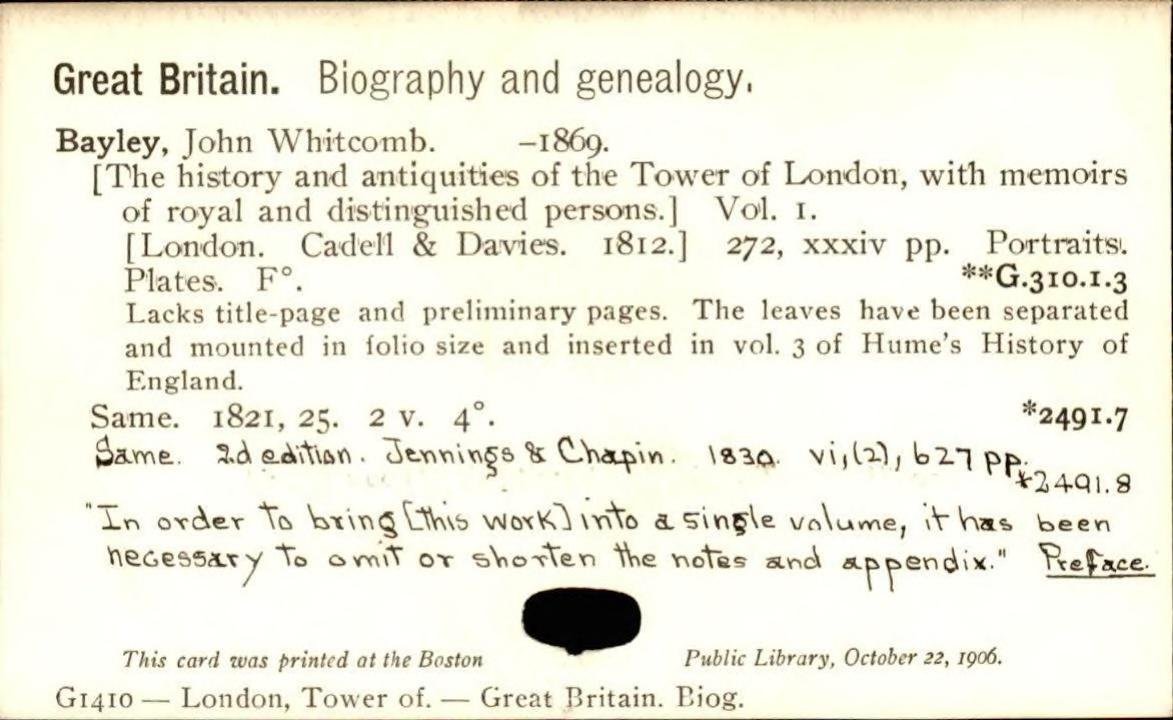 Great Britain. Biography and genealogy.
Bayley, John Whitcomb. -1869.
[The history and antiquities of the Tower of London, with memoirs
of royal and distinguished persons.] Vol. 1.
[London. Cadell & Davies. 1812.] 272, xxxiv pp. Portraits.
Plates. F°. **G.310.1.3
Lacks title-page and preliminary pages. The leaves have been separated
and mounted in folio size and inserted in vol. 3 of Hume's History of
England.
Same. 1821, 25. 2 v. 4°. *2491.7
Same. 2d edition. Jennings & Chapin. 1830. vi,(2), 627 pp.
*2491.8
"In order to bring [this work] into a single volume, it has been
necessary to omit or shorten the notes and appendix." Preface.
This card was printed at the Boston Public Library, October 22, 1906.
G1410 — London, Tower of. — Great Britain. Biog.